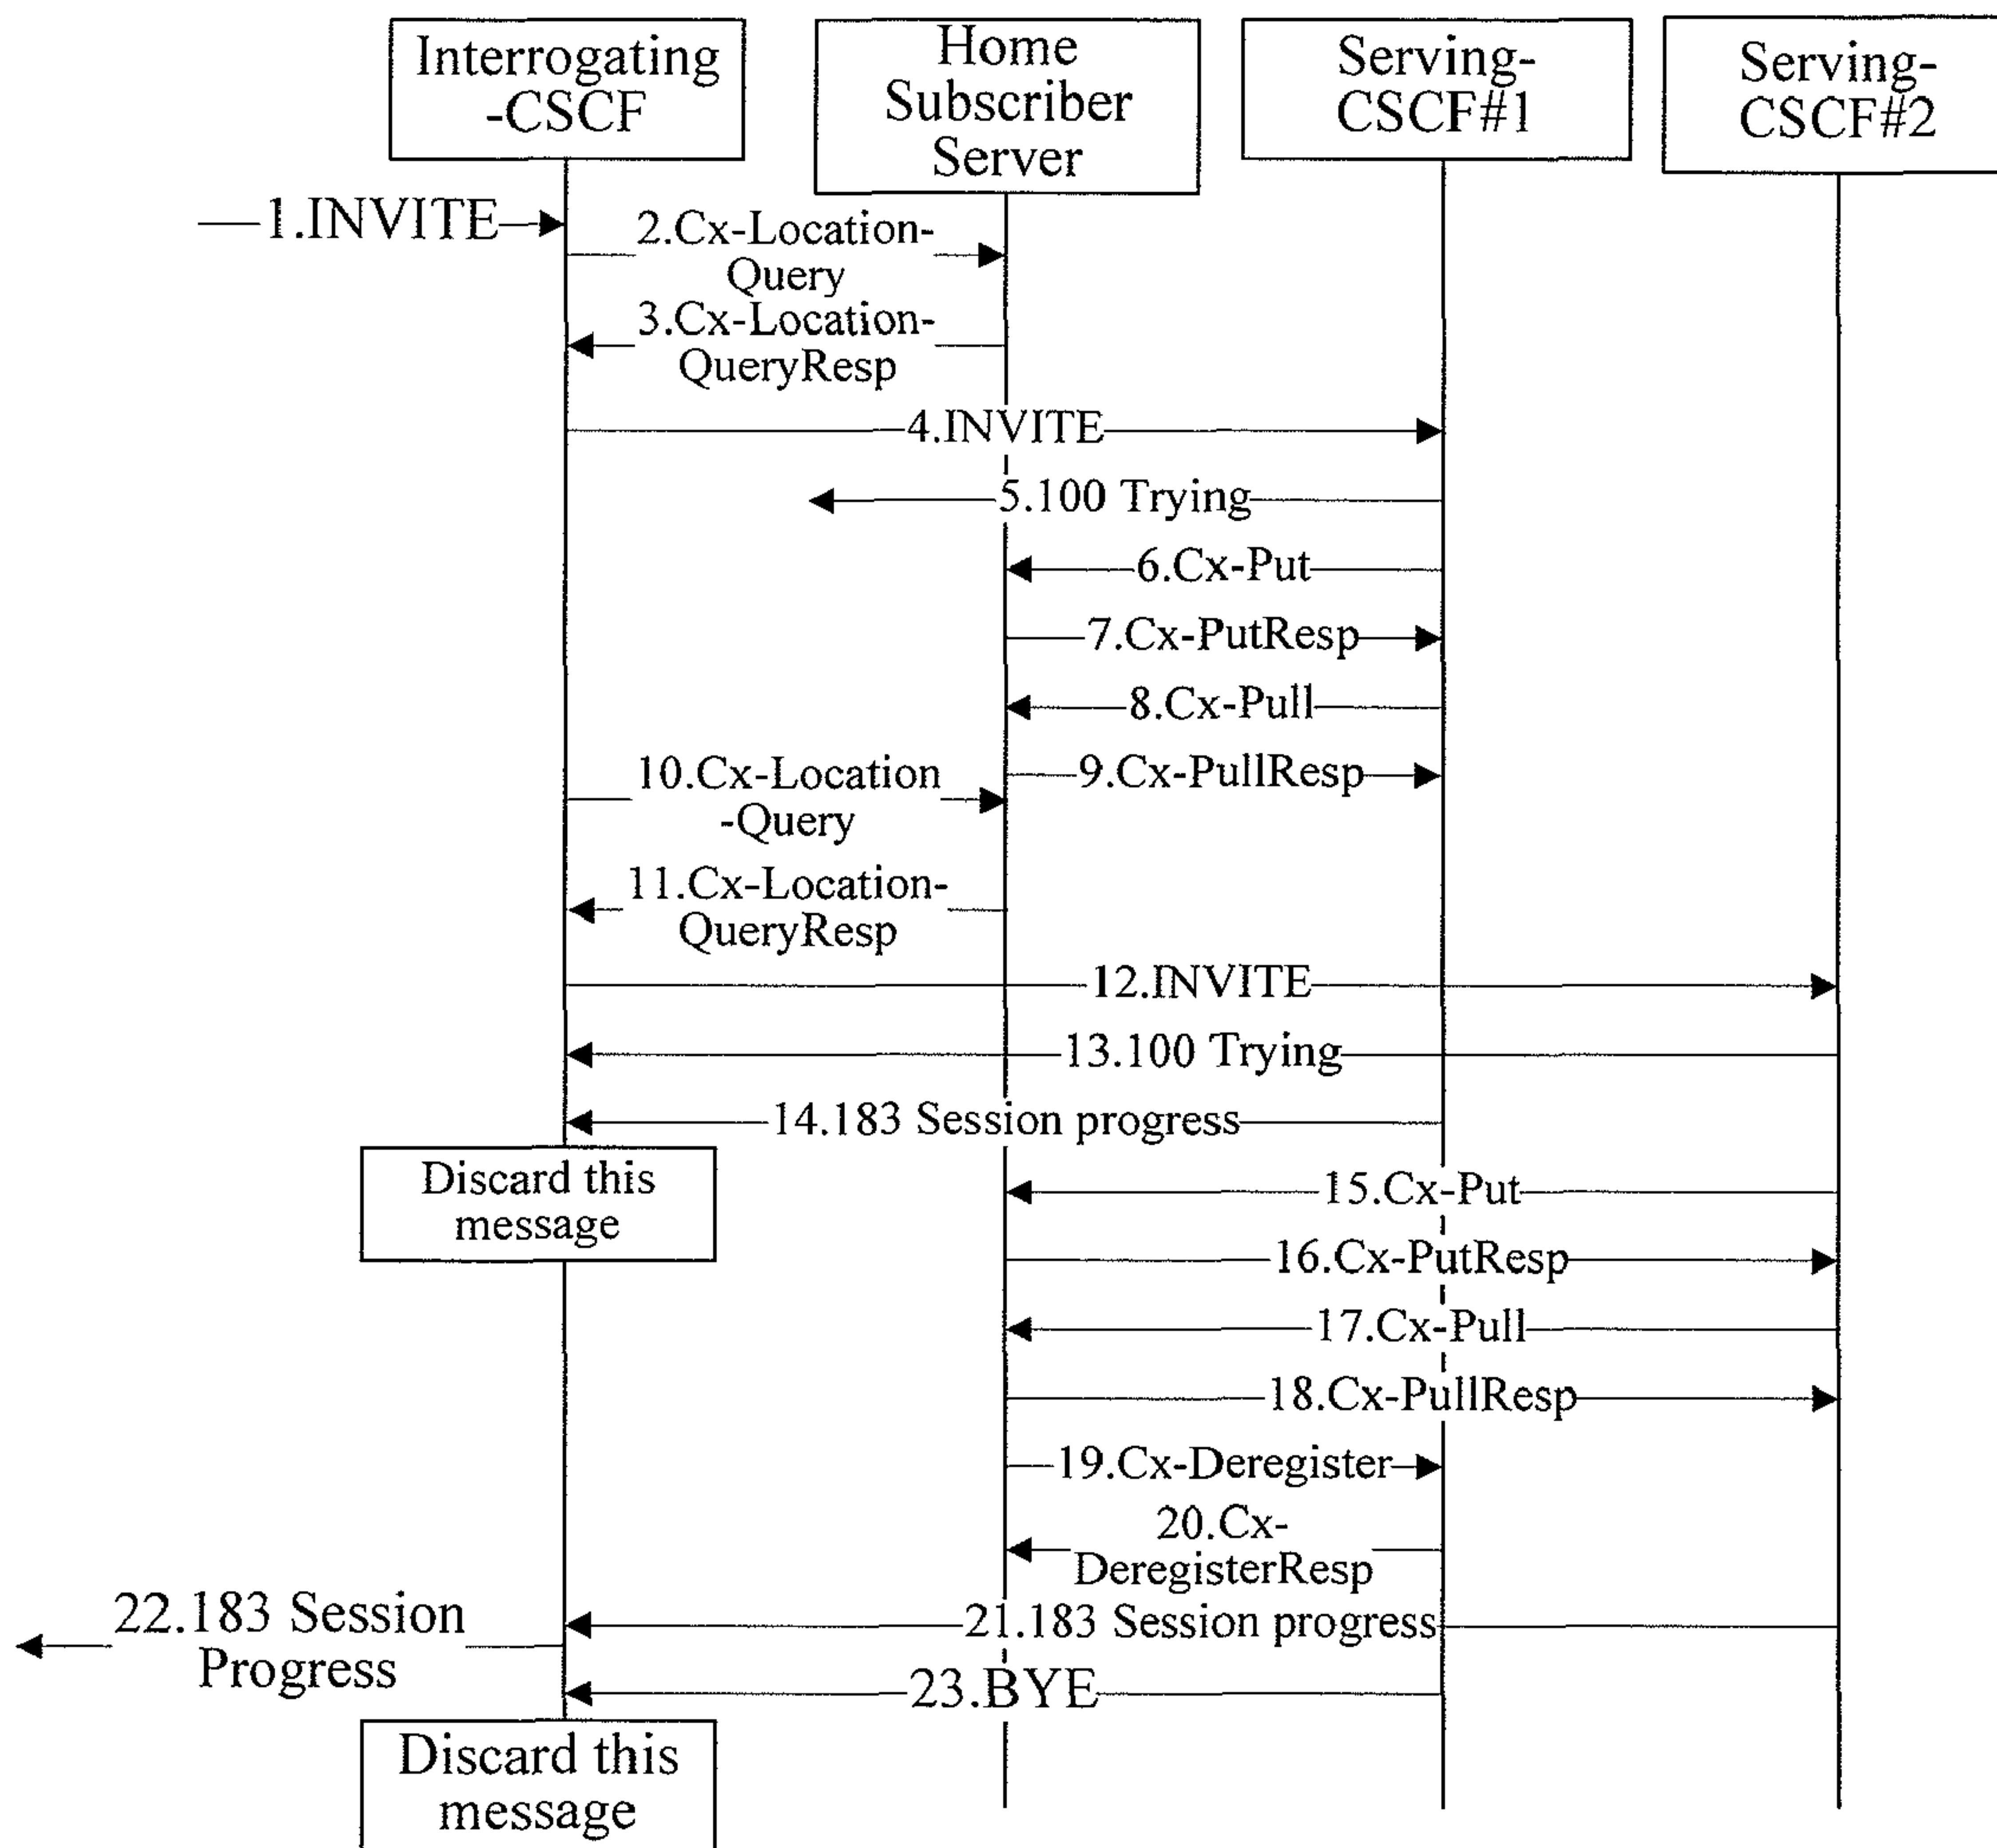 Interrogating
-CSCF
Home
Subscriber
Server
Serving-
CSCF#1
Serving-
CSCF#2
1.INVITE
2.Cx-Location-
Query
3.Cx-Location-
QueryResp
4.INVITE
5.100 Trying
6.Cx-Put
7.Cx-PutResp
8.Cx-Pull
9.Cx-PullResp
10.Cx-Location
-Query
11.Cx-Location-
QueryResp
12.INVITE
13.100 Trying
14.183 Session progress
Discard this
message
15.Cx-Put
16.Cx-PutResp
17.Cx-Pull
18.Cx-PullResp
19.Cx-Deregister
20.Cx-
DeregisterResp
21.183 Session progress
22.183 Session
Progress
23.BYE
Discard this
message